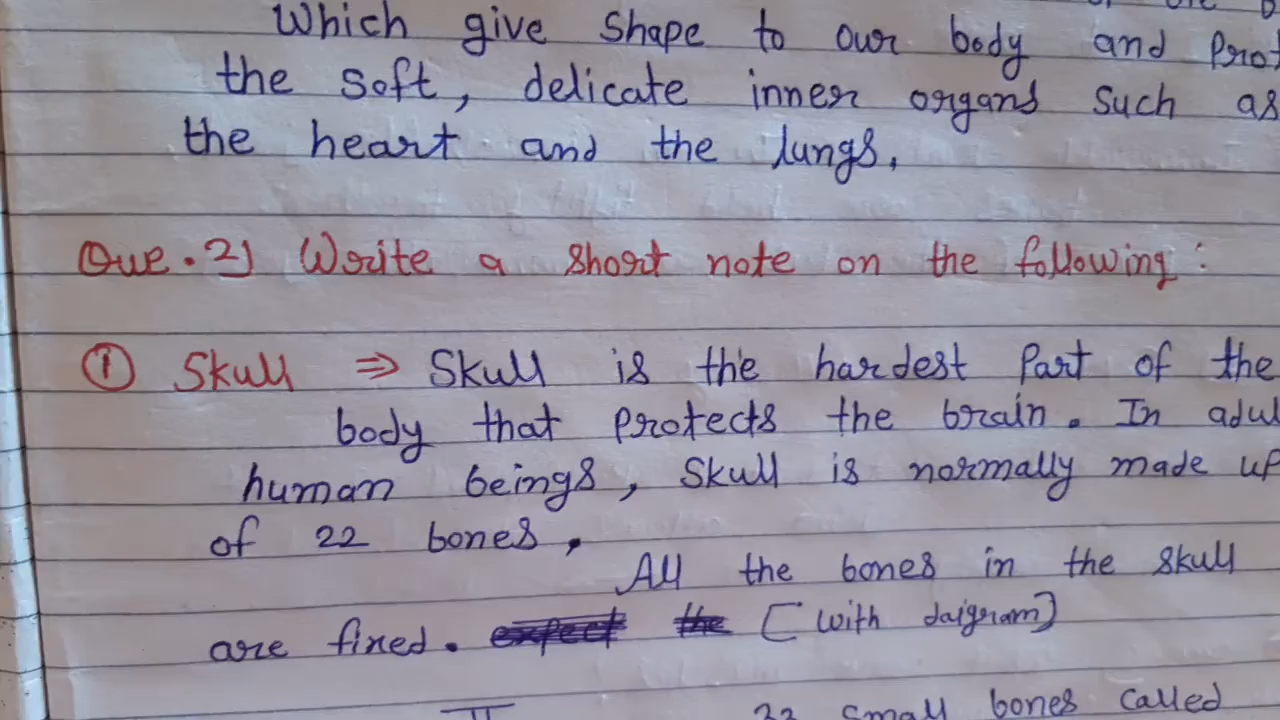 Which give shape to our body and prot
the soft, delicate inner organs such as
the heart and the lungs.
Que. 2) Write a short note on the following :
① Skull ⇒ Skull is the hardest part of the
body that protects the brain. In adul
human beings, skull is normally made up
of 22 bones.
All the bones in the skull
are fixed. expect the [with daigram]
33 small bones called